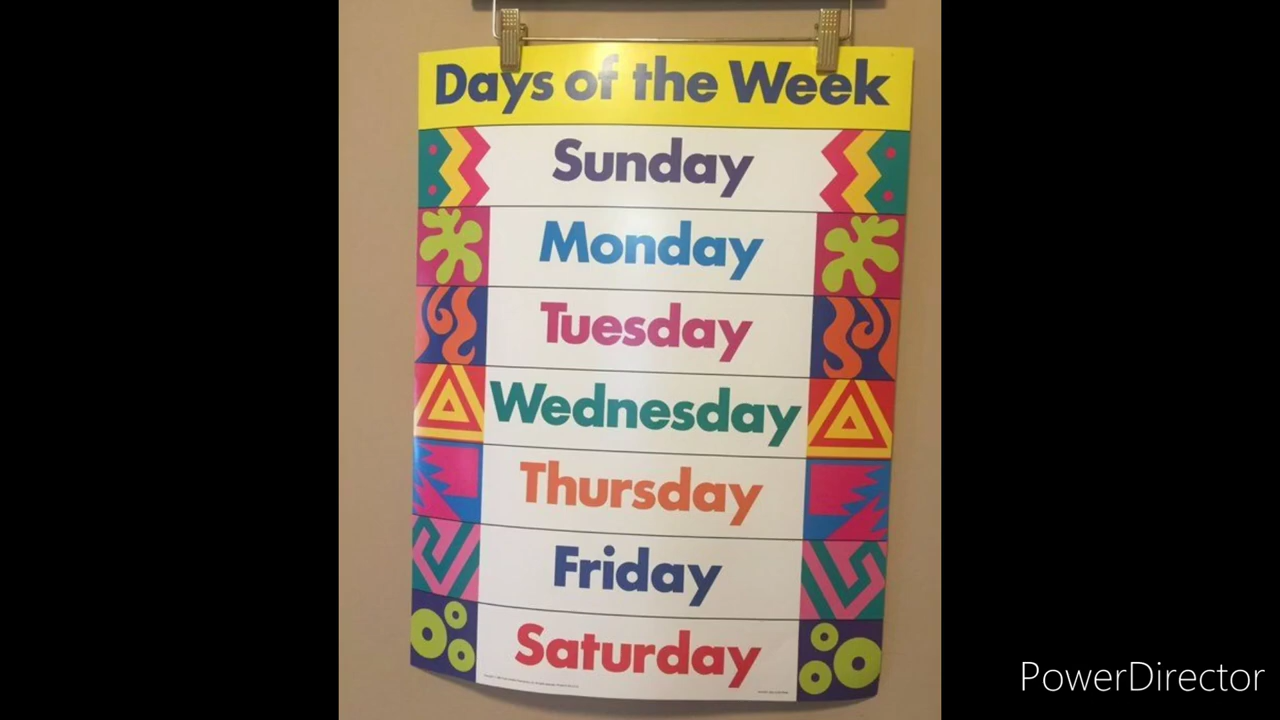 Days of the Week
Sunday
Monday
Tuesday
Wednesday
Thursday
Friday
Saturday
PowerDirector